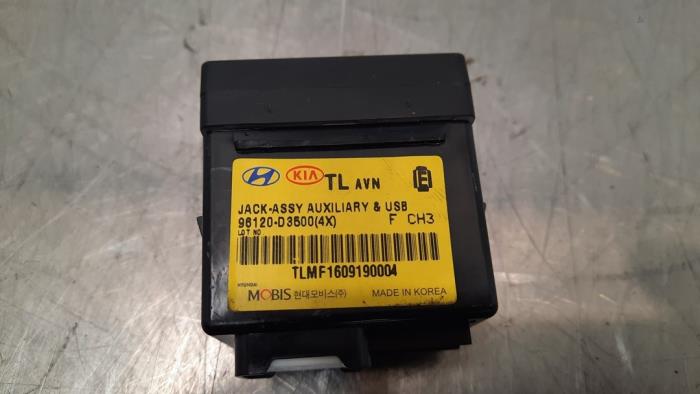 KIA TL AVN E
JACK-ASSY AUXILIARY & USB
96120-D3500(4X) F CH3
LOT NO
TLMF1609190004
HYUNDAI
MOBIS 현대모비스(주) MADE IN KOREA